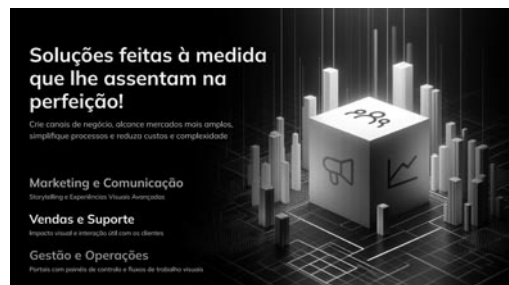 Soluções feitas à medida
que lhe assentam na
perfeição!
Crie canais de negócio, alcance mercados mais amplos,
simplifique processos e reduza custos e complexidade
Marketing e Comunicação
Storytelling e Experiências Visuais Avançadas
Vendas e Suporte
Impacto visual e interação útil com os clientes
Gestão e Operações
Portais com painéis de controlo e fluxos de trabalho visuais